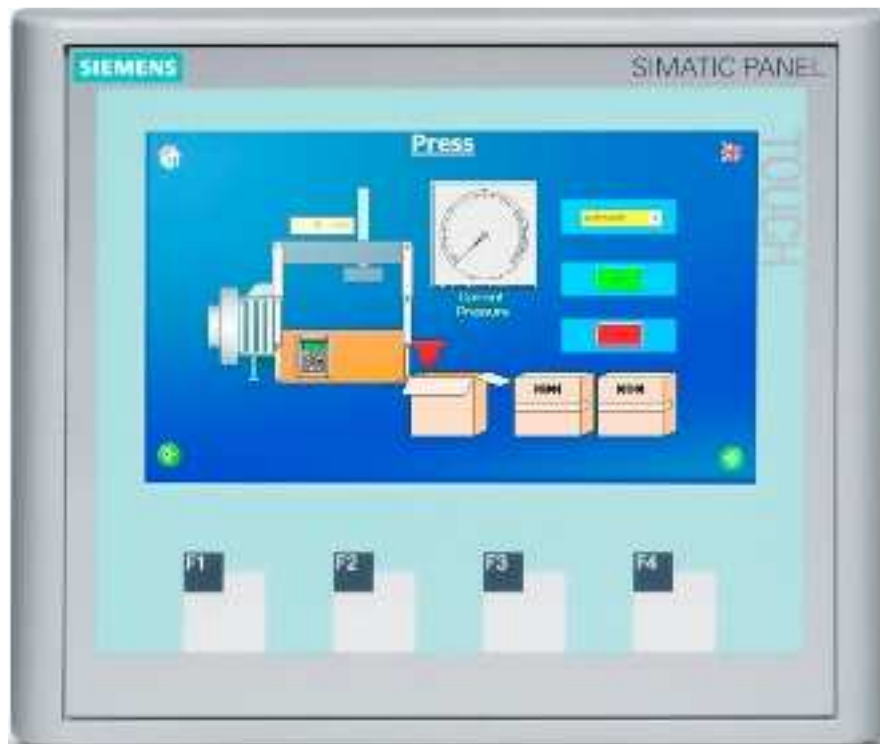 SIEMENS
SIMATIC PANEL
TOUCH
Press
Current
Pressure
F1
F2
F3
F4